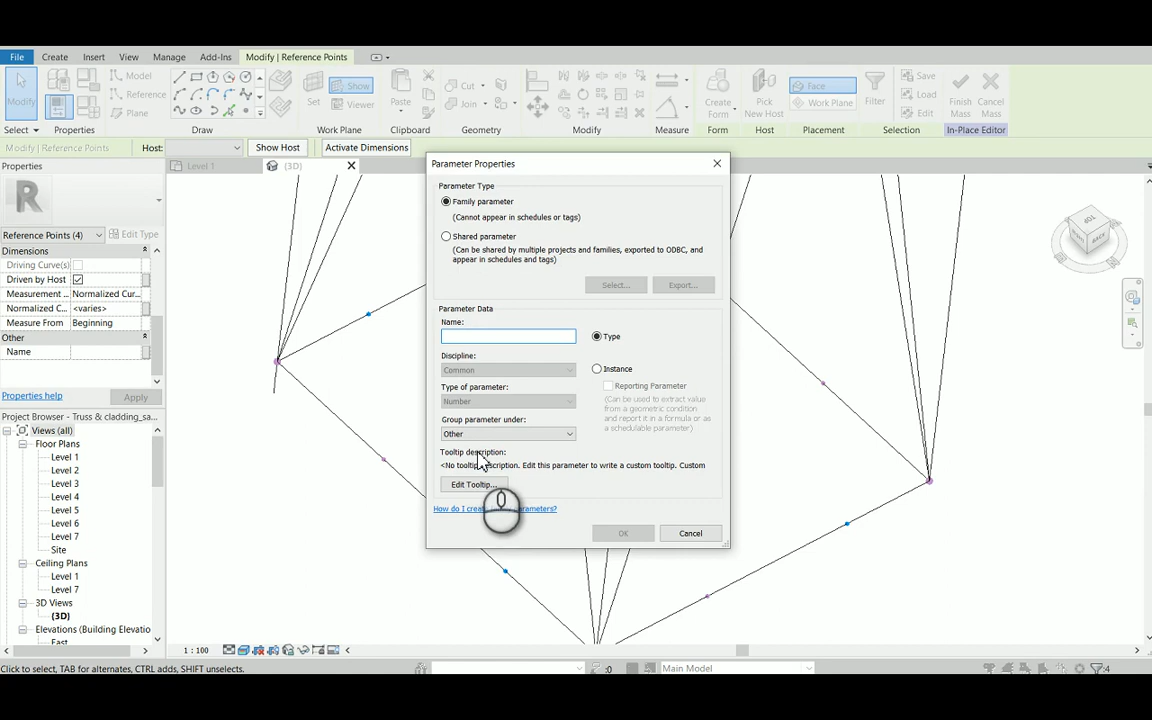 File Create Insert View Manage Add-Ins Modify | Reference Points
Modify
Model
Reference
Plane
Set
Show
Viewer
Paste
Cut
Join
Create Form
Pick New Host
Face
Work Plane
Filter
Save
Load
Edit
Finish Mass
Cancel Mass
Select Properties Draw Work Plane Clipboard Geometry Modify Measure Form Host Placement Selection In-Place Editor
Modify | Reference Points Host: Show Host Activate Dimensions
Properties
Level 1
(3D)
R
Reference Points (4) Edit Type
Dimensions
Driving Curve(s)
Driven by Host
Measurement ... Normalized Cur...
Normalized C... <varies>
Measure From Beginning
Other
Name
Properties help Apply
Project Browser - Truss & cladding_sa...
Views (all)
Floor Plans
Level 1
Level 2
Level 3
Level 4
Level 5
Level 6
Level 7
Site
Ceiling Plans
Level 1
Level 7
3D Views
{3D}
Elevations (Building Elevatio
East
Parameter Properties
Parameter Type
Family parameter
(Cannot appear in schedules or tags)
Shared parameter
(Can be shared by multiple projects and families, exported to ODBC, and
appear in schedules and tags)
Select... Export...
Parameter Data
Name:
Type
Discipline:
Common
Instance
Type of parameter:
Reporting Parameter
Number
(Can be used to extract value
from a geometric condition
and report it in a formula or as
a schedulable parameter)
Group parameter under:
Other
Tooltip description:
<No tooltip description. Edit this parameter to write a custom tooltip. Custom
Edit Tooltip...
OK Cancel
1 : 100
Click to select, TAB for alternates, CTRL adds, SHIFT unselects.
:0
Main Model
:4